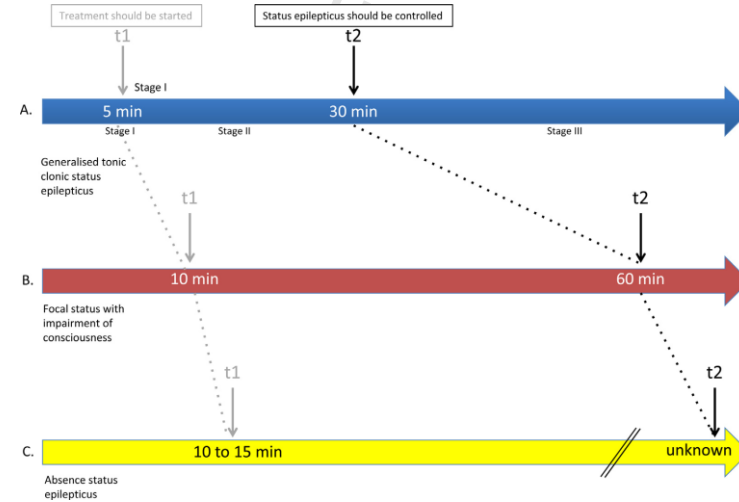 Treatment should be started
Status epilepticus should be controlled
t1
t2
Stage I
A.
5 min
30 min
Stage I
Stage II
Stage III
Generalised tonic
clonic status
epilepticus
t1
t2
B.
10 min
60 min
Focal status with
impairment of
consciousness
t1
t2
C.
10 to 15 min
unknown
Absence status
epilepticus